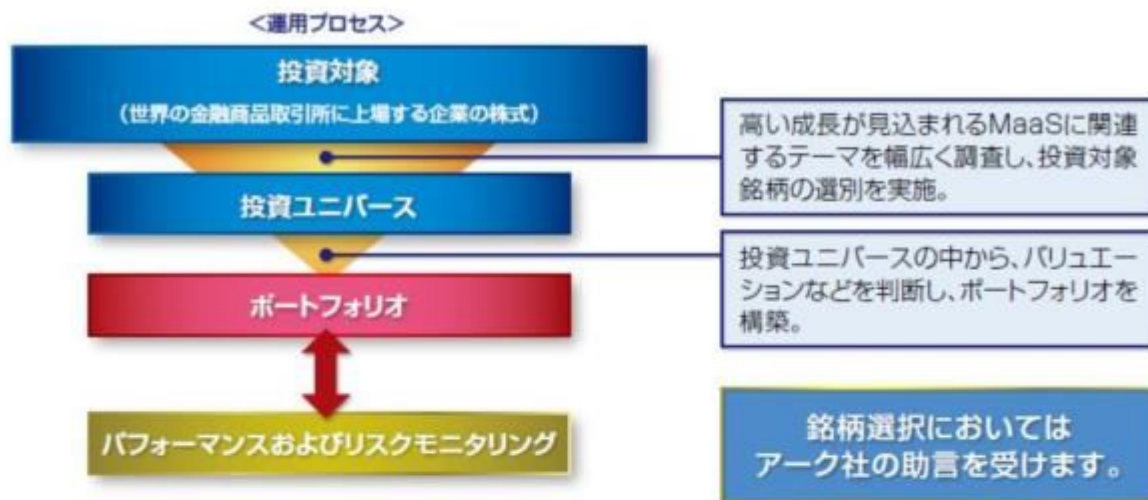 ＜運用プロセス＞
投資対象
（世界の金融商品取引所に上場する企業の株式）
高い成長が見込まれるMaaSに関連
するテーマを幅広く調査し、投資対象
銘柄の選別を実施。
投資ユニバース
投資ユニバースの中から、バリュエー
ションなどを判断し、ポートフォリオを
構築。
ポートフォリオ
パフォーマンスおよびリスクモニタリング
銘柄選択においては
アーク社の助言を受けます。